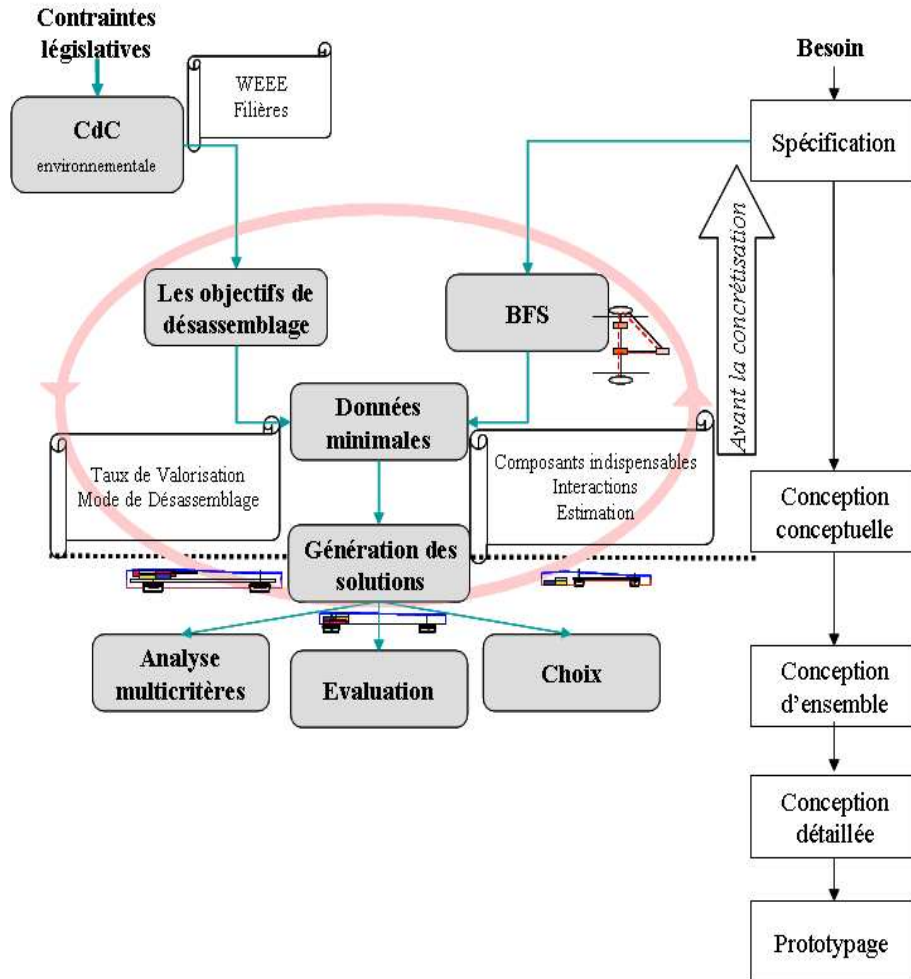 Contraintes
législatives
WEEE
Filières
CdC
environnementale
Besoin
Spécification
Avant la concrétisation
Les objectifs de
désassemblage
BFS
Données
minimales
Taux de Valorisation
Mode de Désassemblage
Composants indispensables
Interactions
Estimation
Génération des
solutions
Conception
conceptuelle
Analyse
multicritères
Evaluation
Choix
Conception
d'ensemble
Conception
détaillée
Prototypage